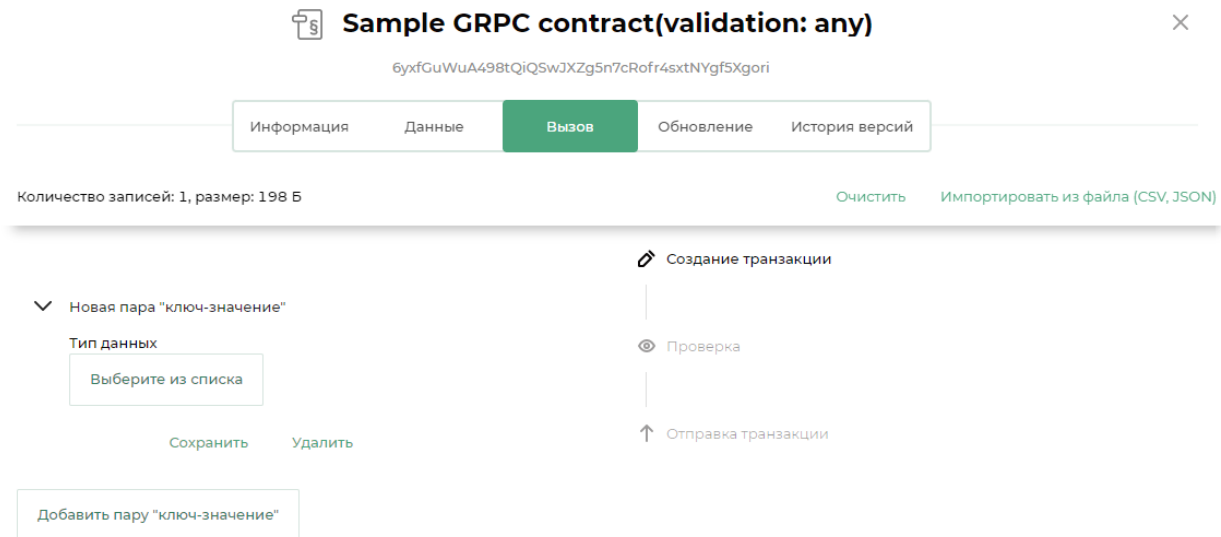 Sample GRPC contract(validation: any)
6yxfGuWuA498tQiQSwJXZg5n7cRofr4sxtNYgf5Xgori
Информация Данные Вызов Обновление История версий
Количество записей: 1, размер: 198 Б Очистить Импортировать из файла (CSV, JSON)
Создание транзакции
Новая пара "ключ-значение"
Тип данных
Проверка
Выберите из списка
Отправка транзакции
Сохранить Удалить
Добавить пару "ключ-значение"